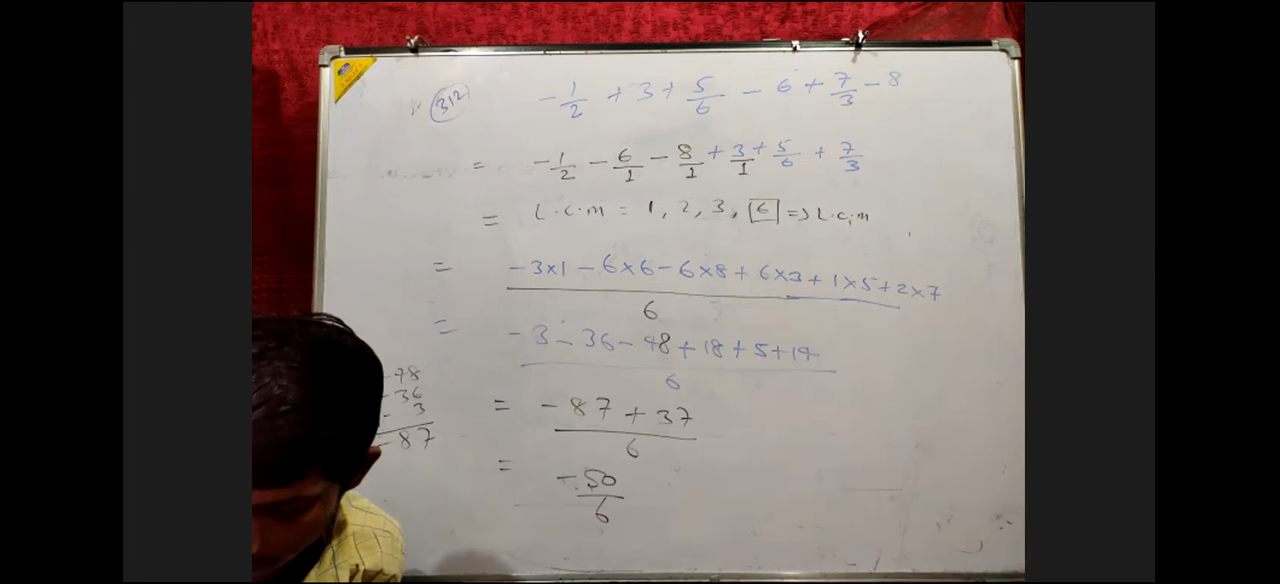 312 -1/2 + 3 + 5/6 - 6 + 7/3 - 8
= -1/2 - 6/1 - 8/1 + 3/1 + 5/6 + 7/3
= L.C.M = 1, 2, 3, 6 => L.C.M
= (-3×1 - 6×6 - 6×8 + 6×3 + 1×5 + 2×7)/6
= (-3 - 36 - 48 + 18 + 5 + 14)/6
-48
-36
-3
-87
= (-87 + 37)/6
= -50/6